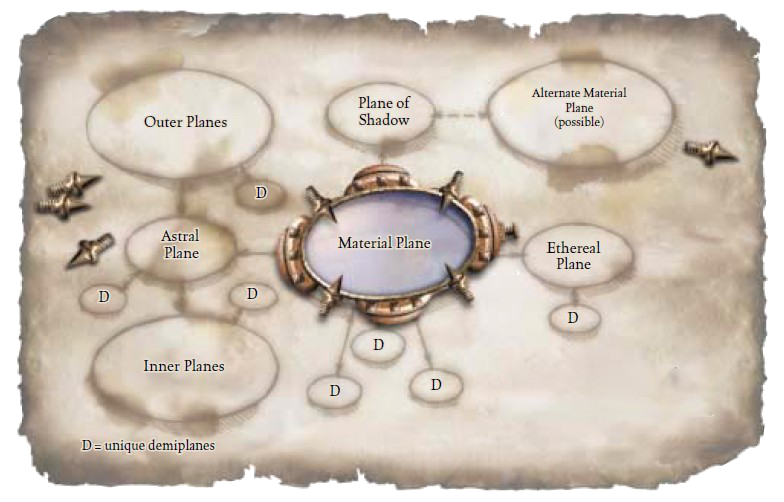 Outer Planes
Plane of
Shadow
Alternate Material
Plane
(possible)
D
Astral
Plane
Material Plane
Ethereal
Plane
D
D
D
D
Inner Planes
D
D
D = unique demiplanes